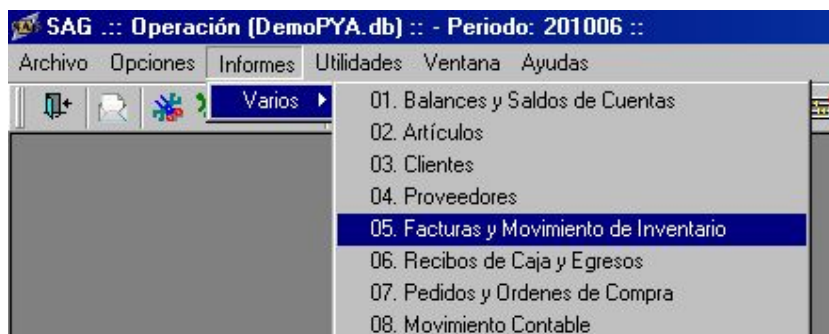 SAG .:: Operación (DemoPYA.db) :: - Periodo: 201006 ::
Archivo Opciones Informes Utilidades Ventana Ayudas
Varios
01. Balances y Saldos de Cuentas
02. Artículos
03. Clientes
04. Proveedores
05. Facturas y Movimiento de Inventario
06. Recibos de Caja y Egresos
07. Pedidos y Ordenes de Compra
08. Movimiento Contable